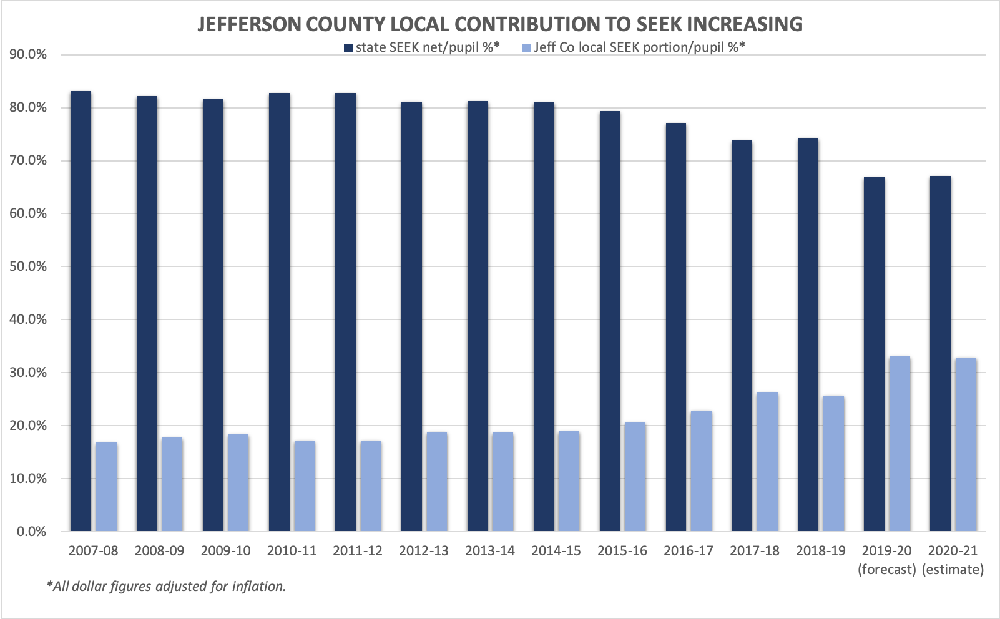 JEFFERSON COUNTY LOCAL CONTRIBUTION TO SEEK INCREASING
state SEEK net/pupil %* Jeff Co local SEEK portion/pupil %*
90.0%
80.0%
70.0%
60.0%
50.0%
40.0%
30.0%
20.0%
10.0%
0.0%
2007-08 2008-09 2009-10 2010-11 2011-12 2012-13 2013-14 2014-15 2015-16 2016-17 2017-18 2018-19 2019-20 2020-21
(forecast) (estimate)
*All dollar figures adjusted for inflation.